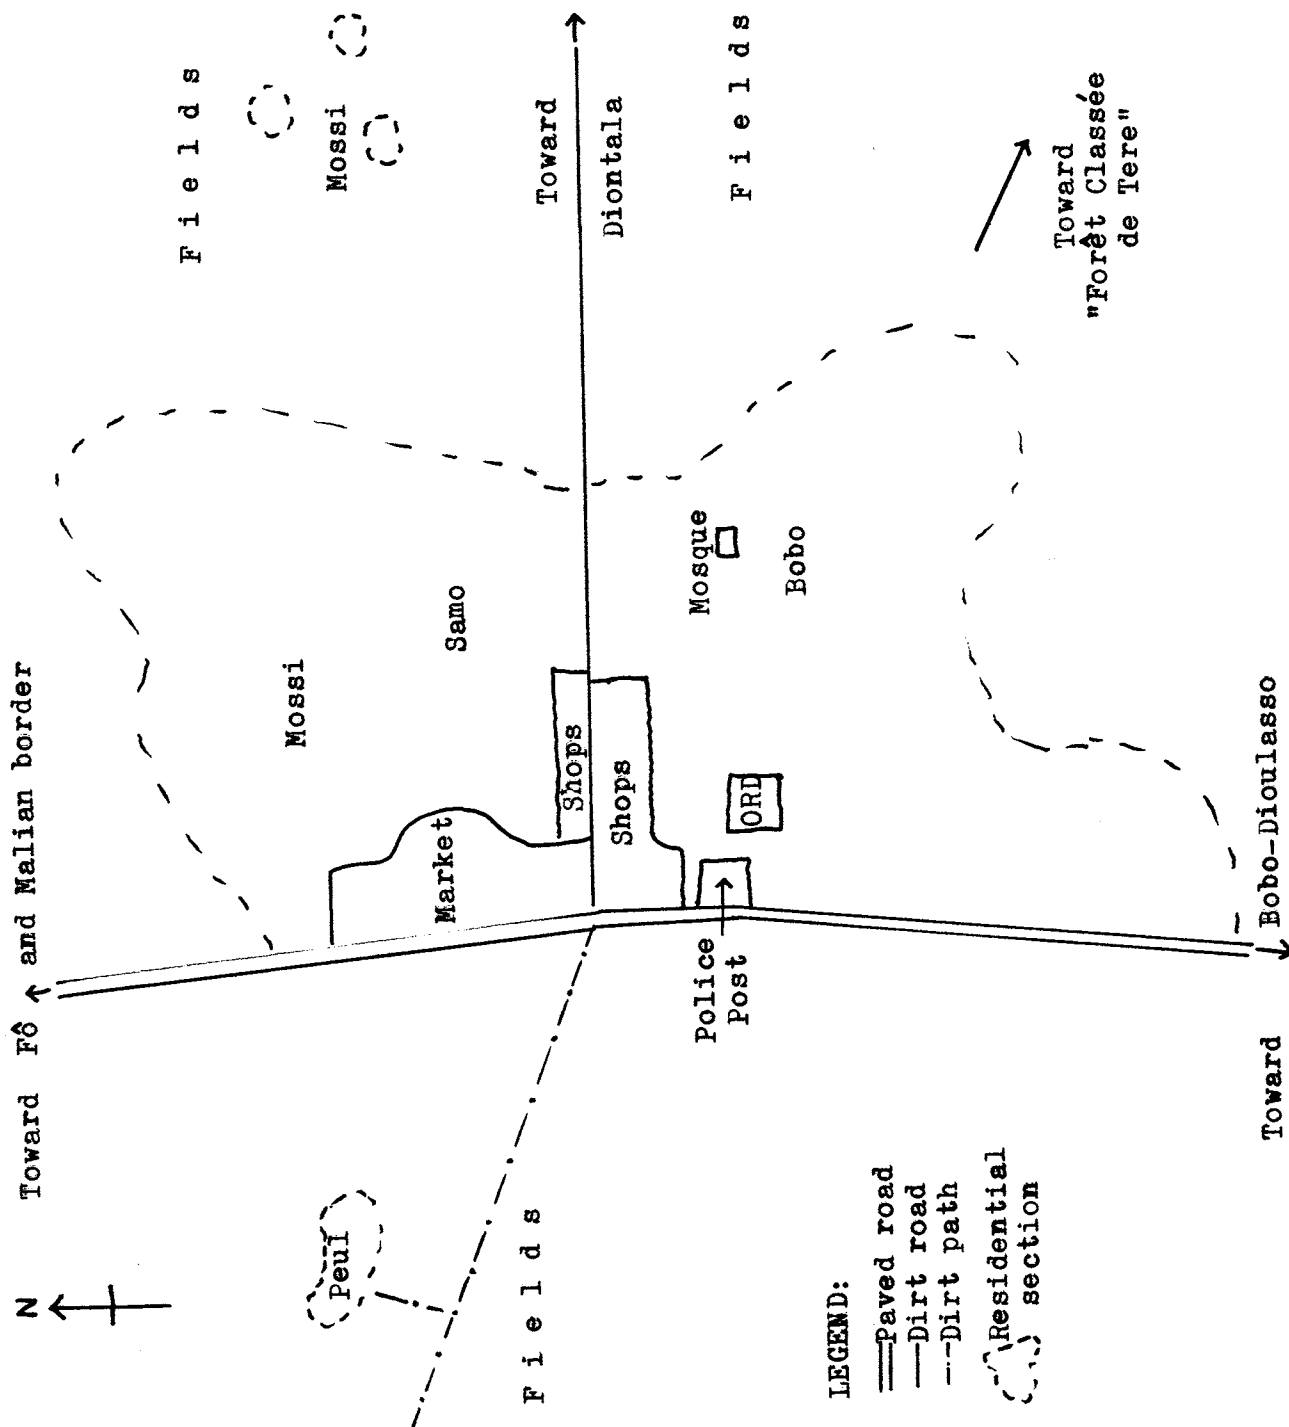 N
Toward Fô and Malian border
Fields
Mossi
Mossi
Peul
Market
Samo
Fields
Toward
Diontala
Shops
Shops
Mosque
Police
Post
Fields
ORD
Bobo
Toward
"Forêt Classée
de Tere"
LEGEND:
Paved road
Dirt road
Dirt path
Residential
section
Toward Bobo-Dioulasso